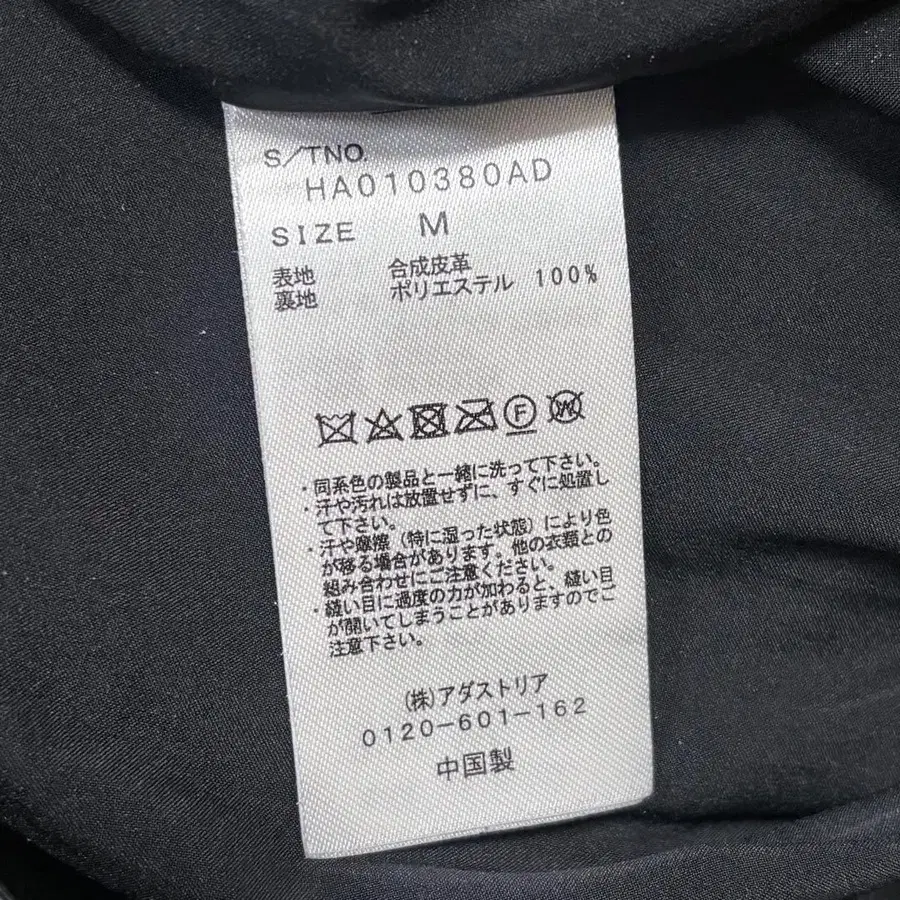 S/TNO.
HA010380AD
SIZE M
表地 合成皮革
裏地 ポリエステル 100%
F W
・同系色の製品と一緒に洗って下さい。
・汗や汚れは放置せずに、すぐに処置し
て下さい。
・汗や摩擦（特に湿った状態）により色
が移る場合があります。他の衣類との
組み合わせにご注意ください。
・縫い目に過度の力が加わると、縫い目
が開いてしまうことがありますのでご
注意下さい。
(株)アダストリア
0120-601-162
中国製